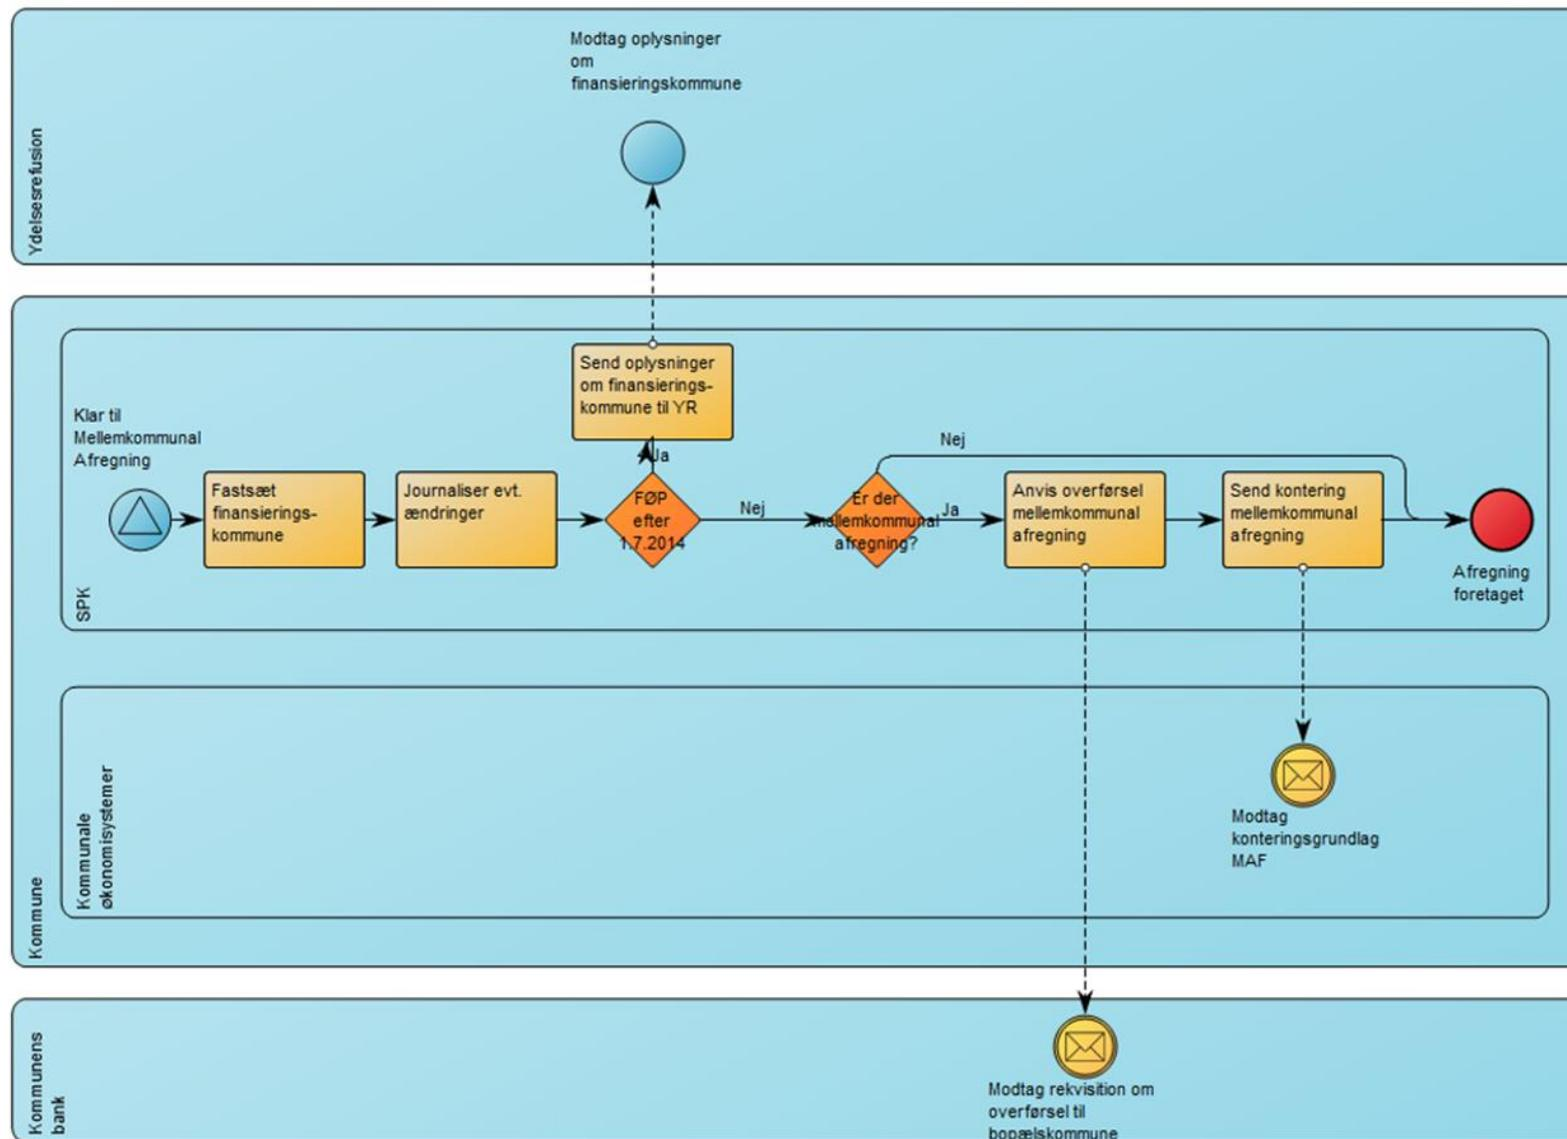 Modtag oplysninger
om
finansieringskommune
Ydelsesrefusion
Send oplysninger
om finansierings-
kommune til YR
Klar til
Mellemkommunal
Afregning
Ja
Nej
Fastsæt
finansierings-
kommune
Journaliser evt.
ændringer
FØP
efter
1.7.2014
Nej
Er der
mellemkommunal
afregning?
Ja
Anvis overførsel
mellemkommunal
afregning
Send kontering
mellemkommunal
afregning
Afregning
foretaget
SPK
Kommunale
økonomisystemer
Modtag
konteringsgrundlag
MAF
Kommune
Kommunens
bank
Modtag rekvisition om
overførsel til
bopælskommune